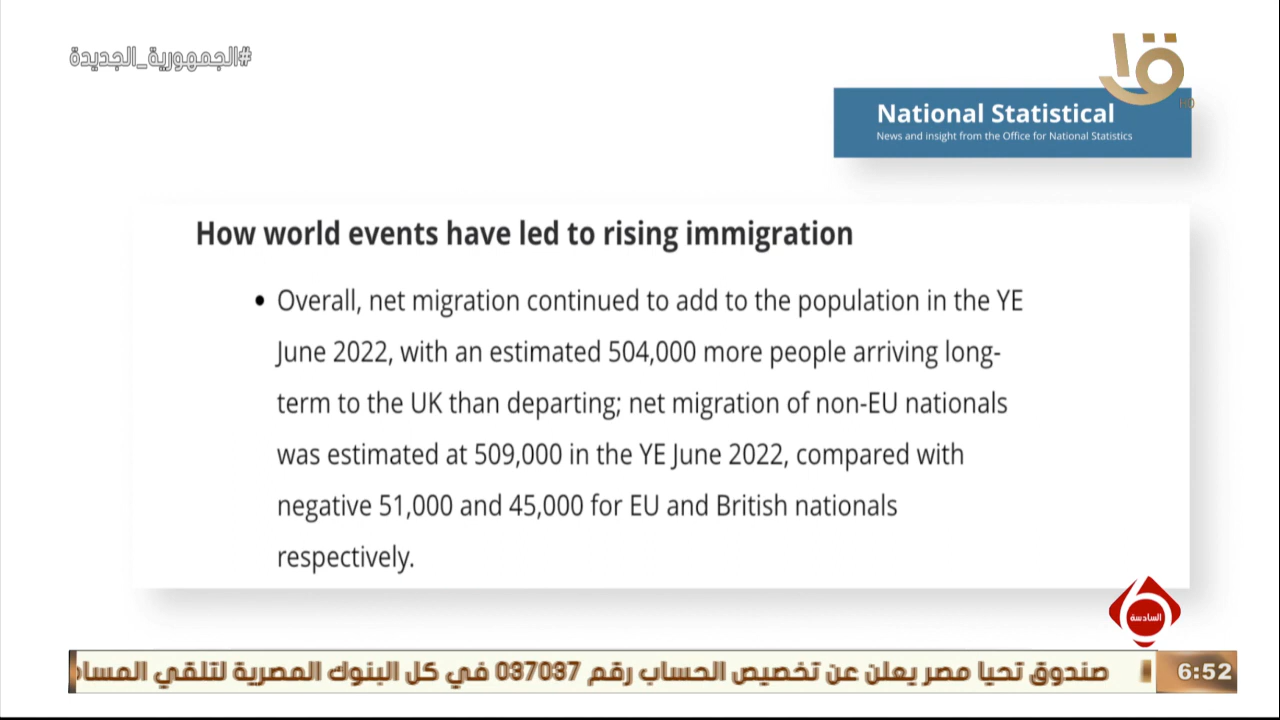 #الجمهورية_الجديدة
National Statistical
News and insight from the Office for National Statistics
How world events have led to rising immigration
• Overall, net migration continued to add to the population in the YE
June 2022, with an estimated 504,000 more people arriving long-
term to the UK than departing; net migration of non-EU nationals
was estimated at 509,000 in the YE June 2022, compared with
negative 51,000 and 45,000 for EU and British nationals
respectively.
السادسة
صندوق تحيا مصر يعلن عن تخصيص الحساب رقم 037037 في كل البنوك المصرية لتلقي
6:52